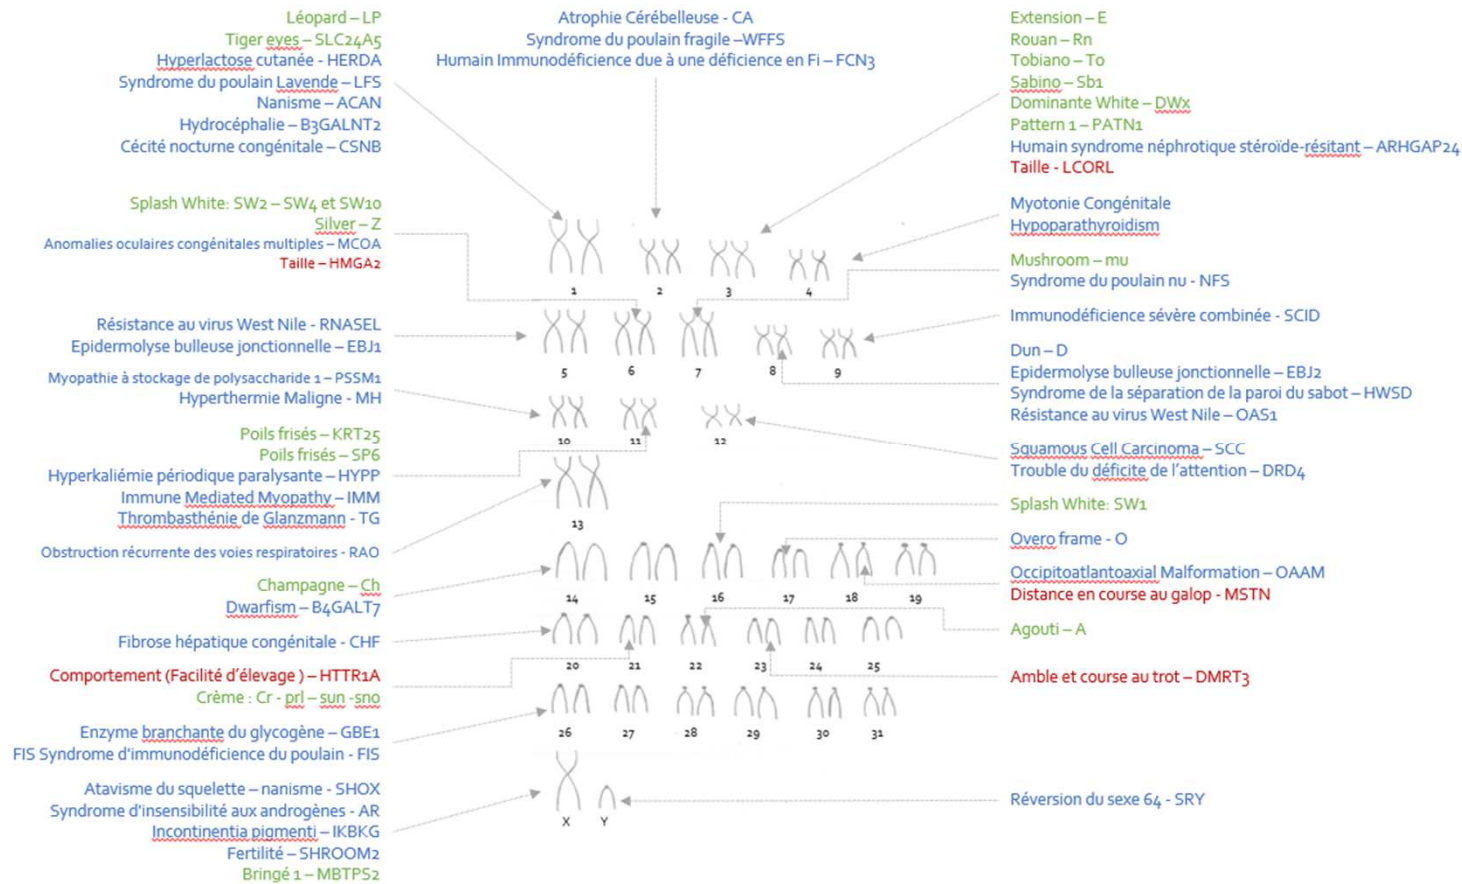 Léopard – LP
Tiger eyes – SLC24A5
Hyperlactose cutanée - HERDA
Syndrome du poulain Lavende – LFS
Nanisme – ACAN
Hydrocéphalie – B3GALNT2
Cécité nocturne congénitale – CSNB
Atrophie Cérébelleuse - CA
Syndrome du poulain fragile –WFFS
Humain Immunodéficience due à une déficience en Fi – FCN3
Extension – E
Rouan – Rn
Tobiano – To
Sabino – Sb1
Dominante White – DWx
Pattern 1 – PATN1
Humain syndrome néphrotique stéroïde-résitant – ARHGAP24
Taille - LCORL
Splash White: SW2 – SW4 et SW10
Silver – Z
Anomalies oculaires congénitales multiples – MCOA
Taille – HMGA2
Myotonie Congénitale
Hypoparathyroidism
Mushroom – mu
Syndrome du poulain nu - NFS
1 2 3 4
Résistance au virus West Nile - RNASEL
Epidermolyse bulleuse jonctionnelle – EBJ1
Immunodéficience sévère combinée - SCID
5 6 7 8 9
Dun – D
Epidermolyse bulleuse jonctionnelle – EBJ2
Syndrome de la séparation de la paroi du sabot – HWSD
Résistance au virus West Nile – OAS1
Myopathie à stockage de polysaccharide 1 – PSSM1
Hyperthermie Maligne - MH
10 11 12
Poils frisés – KRT25
Poils frisés – SP6
Hyperkaliémie périodique paralysante – HYPP
Immune Mediated Myopathy – IMM
Thrombasthénie de Glanzmann - TG
Squamous Cell Carcinoma – SCC
Trouble du déficite de l'attention – DRD4
13
Splash White: SW1
Obstruction récurrente des voies respiratoires - RAO
Overo frame - O
Champagne – Ch
Dwarfism – B4GALT7
Occipitoatlantoaxial Malformation – OAAM
Distance en course au galop - MSTN
14 15 16 17 18 19
Fibrose hépatique congénitale - CHF
Agouti – A
20 21 22 23 24 25
Comportement (Facilité d'élevage ) – HTTR1A
Crème : Cr - prl – sun -sno
Amble et course au trot – DMRT3
Enzyme branchante du glycogène – GBE1
FIS Syndrome d'immunodéficience du poulain - FIS
26 27 28 29 30 31
Atavisme du squelette – nanisme - SHOX
Syndrome d'insensibilité aux androgènes - AR
Incontinentia pigmenti – IKBKG
Fertilité – SHROOM2
Bringé 1 – MBTPS2
X Y
Réversion du sexe 64 - SRY